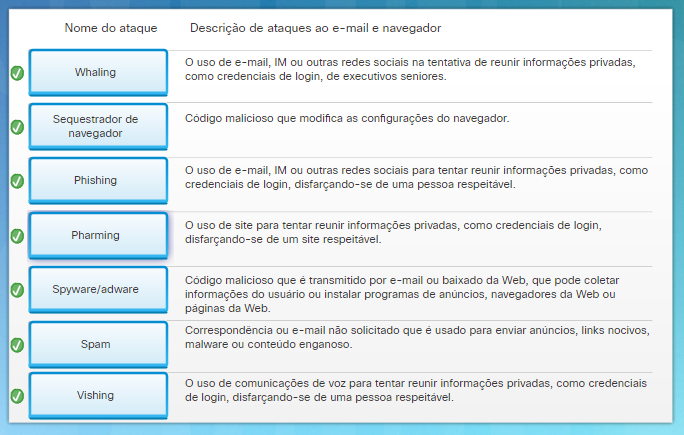 Nome do ataque Descrição de ataques ao e-mail e navegador
Whaling
O uso de e-mail, IM ou outras redes sociais na tentativa de reunir informações privadas,
como credenciais de login, de executivos seniores.
Sequestrador de
navegador
Código malicioso que modifica as configurações do navegador.
Phishing
O uso de e-mail, IM ou outras redes sociais para tentar reunir informações privadas, como
credenciais de login, disfarçando-se de uma pessoa respeitável.
Pharming
O uso de site para tentar reunir informações privadas, como credenciais de login,
disfarçando-se de um site respeitável.
Spyware/adware
Código malicioso que é transmitido por e-mail ou baixado da Web, que pode coletar
informações do usuário ou instalar programas de anúncios, navegadores da Web ou
páginas da Web.
Spam
Correspondência ou e-mail não solicitado que é usado para enviar anúncios, links nocivos,
malware ou conteúdo enganoso.
Vishing
O uso de comunicações de voz para tentar reunir informações privadas, como credenciais
de login, disfarçando-se de uma pessoa respeitável.